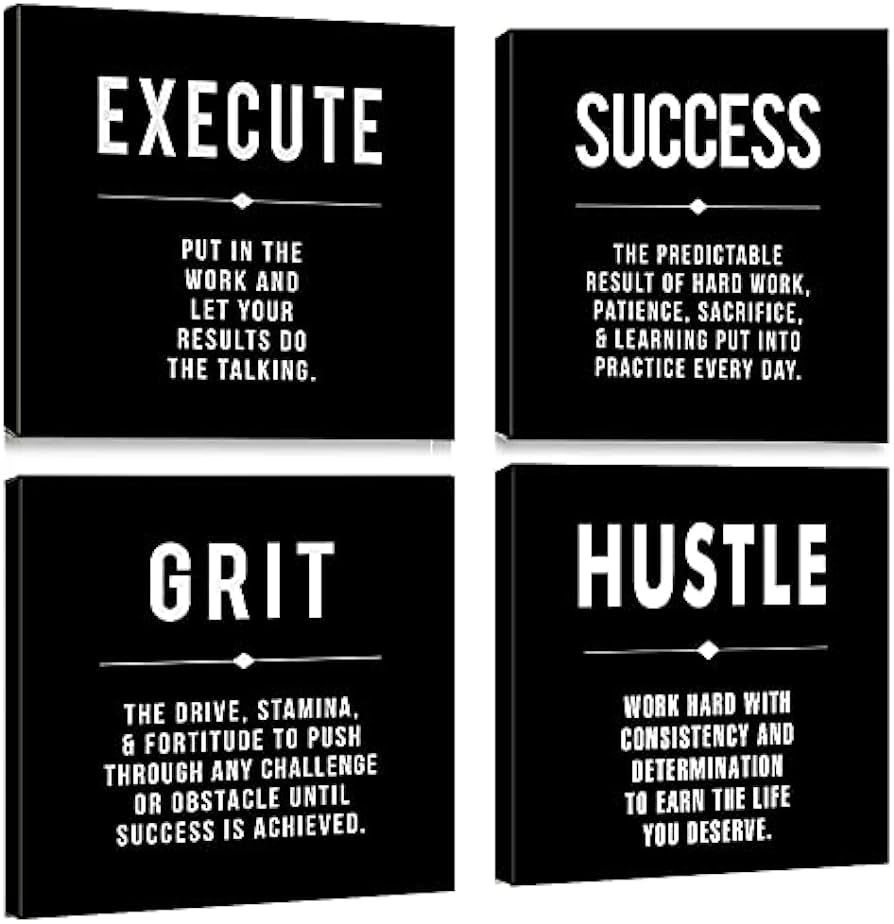 EXECUTE
PUT IN THE
WORK AND
LET YOUR
RESULTS DO
THE TALKING.
SUCCESS
THE PREDICTABLE
RESULT OF HARD WORK,
PATIENCE, SACRIFICE,
& LEARNING PUT INTO
PRACTICE EVERY DAY.
GRIT
THE DRIVE, STAMINA,
& FORTITUDE TO PUSH
THROUGH ANY CHALLENGE
OR OBSTACLE UNTIL
SUCCESS IS ACHIEVED.
HUSTLE
WORK HARD WITH
CONSISTENCY AND
DETERMINATION
TO EARN THE LIFE
YOU DESERVE.